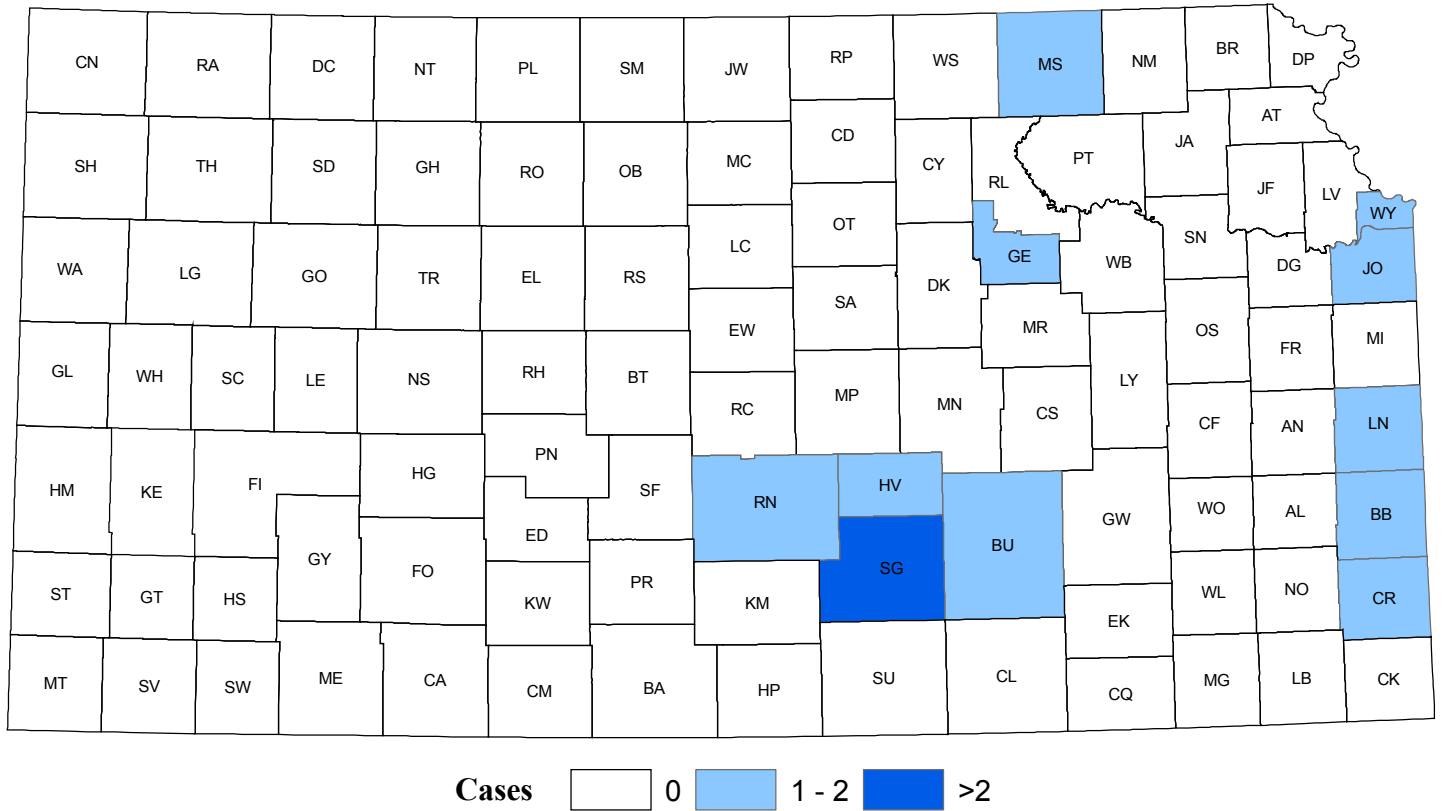 CN RA DC NT PL SM JW RP WS MS NM BR DP
SH TH SD GH RO OB MC CD CY RL PT JA AT
JF LV WY
WA LG GO TR EL RS LC OT DK GE WB SN DG JO
GL WH SC LE NS RH BT EW SA MR OS FR MI
RC MP MN CS LY CF AN LN
HM KE FI HG PN SF RN HV GW WO AL BB
GY FO ED PR SG BU
ST GT HS KW KM EK WL NO CR
MT SV SW ME CA CM BA HP SU CL CQ MG LB CK
Cases 0 1 - 2 >2